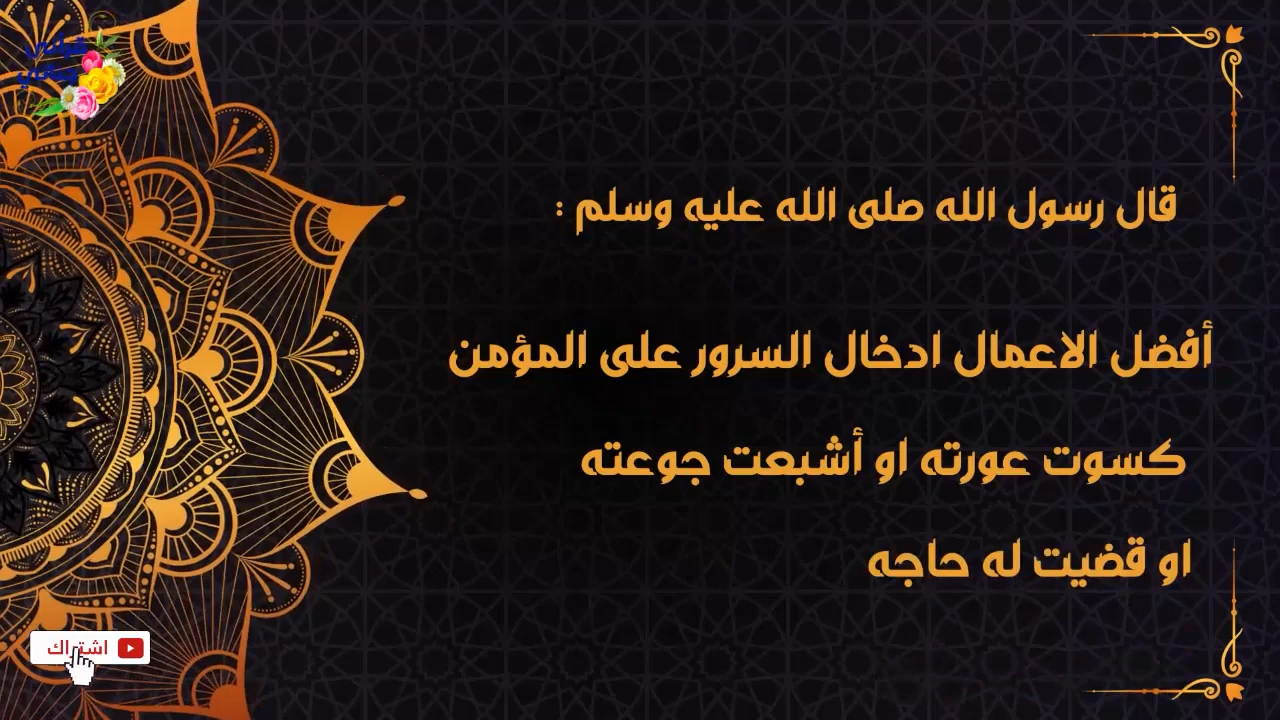 قال رسول الله صلى الله عليه وسلم :
أفضل الاعمال ادخال السرور على المؤمن
كسوت عورته او أشبعت جوعته
او قضيت له حاجه
اشتراك